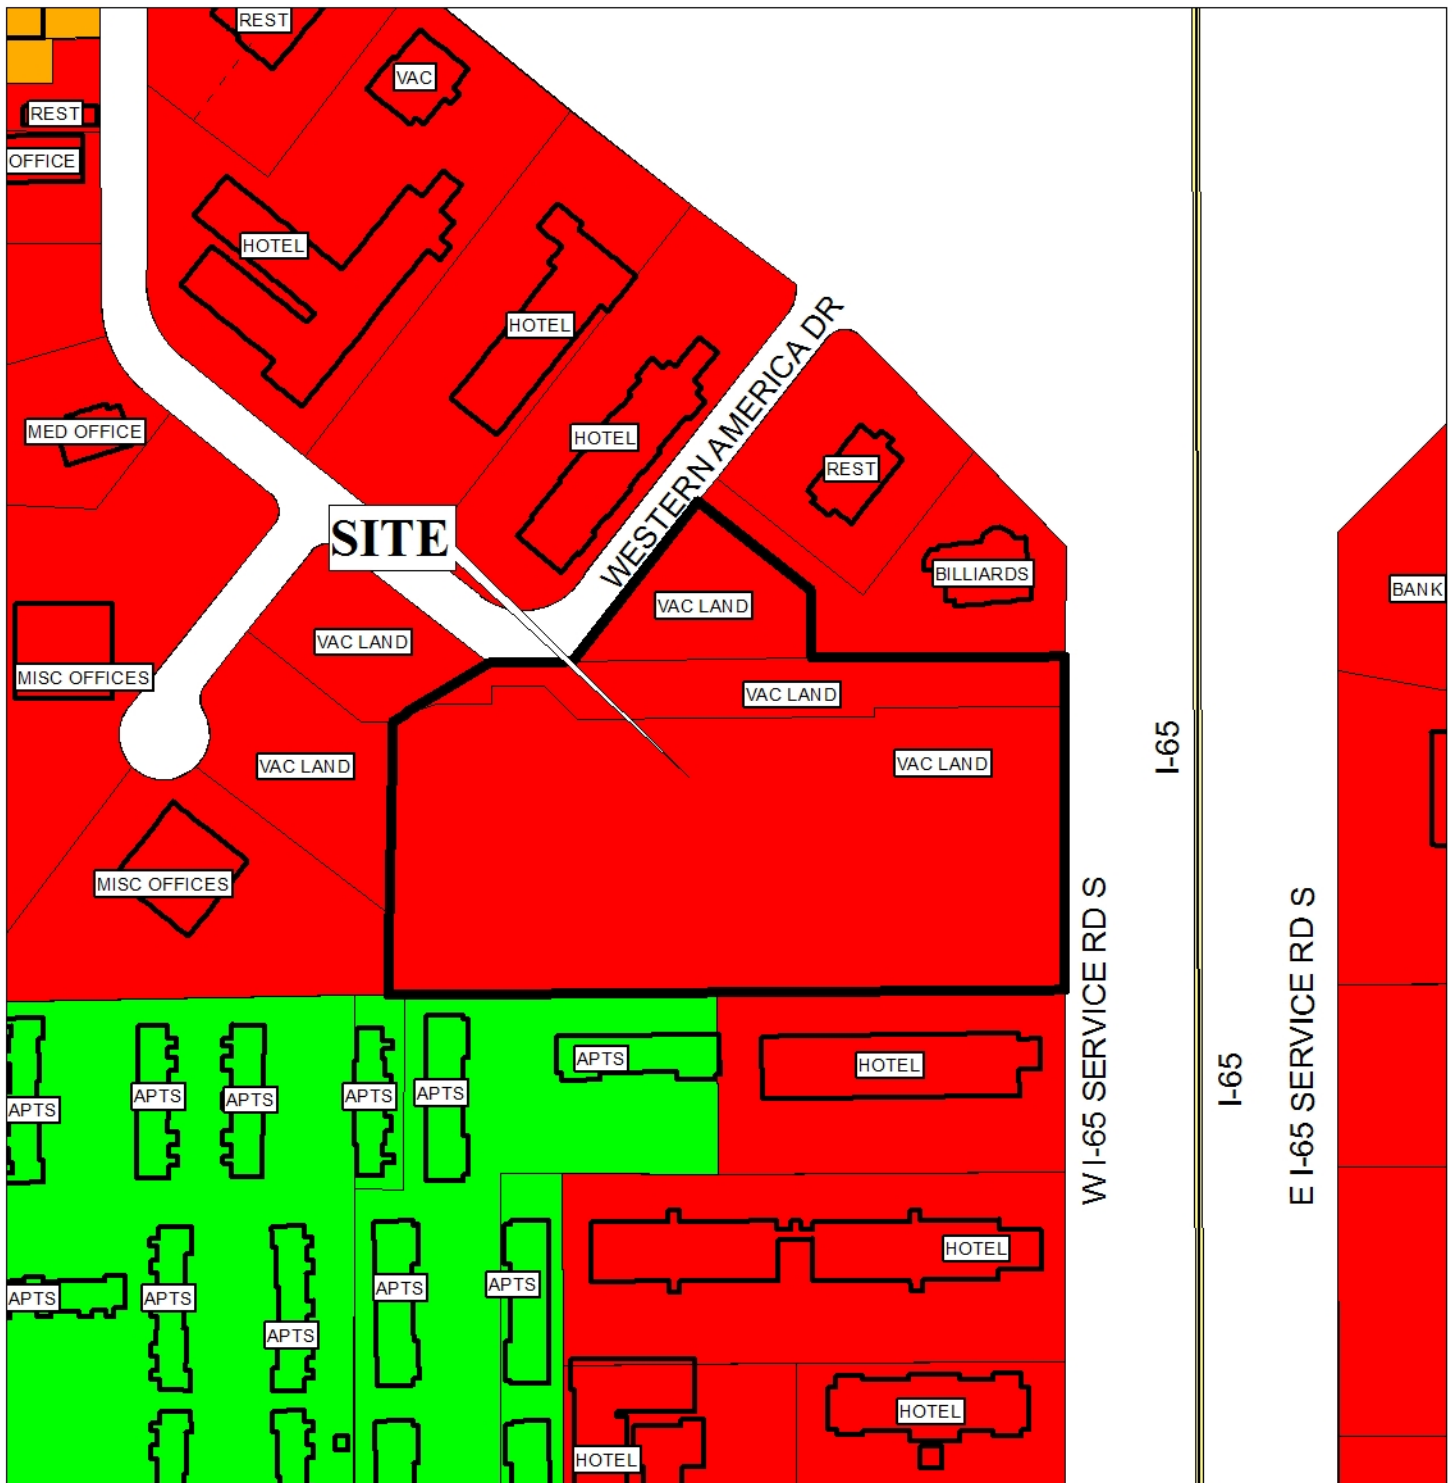 REST
VAC
REST
OFFICE
HOTEL
HOTEL
WESTERN AMERICA DR
MED OFFICE
HOTEL
REST
SITE
BILLIARDS
BANK
VAC LAND
VAC LAND
MISC OFFICES
VAC LAND
VAC LAND
VAC LAND
I-65
MISC OFFICES
W I-65 SERVICE RD S
E I-65 SERVICE RD S
I-65
APTS
HOTEL
APTS
APTS
APTS
APTS
APTS
HOTEL
APTS
APTS
APTS
APTS
APTS
HOTEL
HOTEL